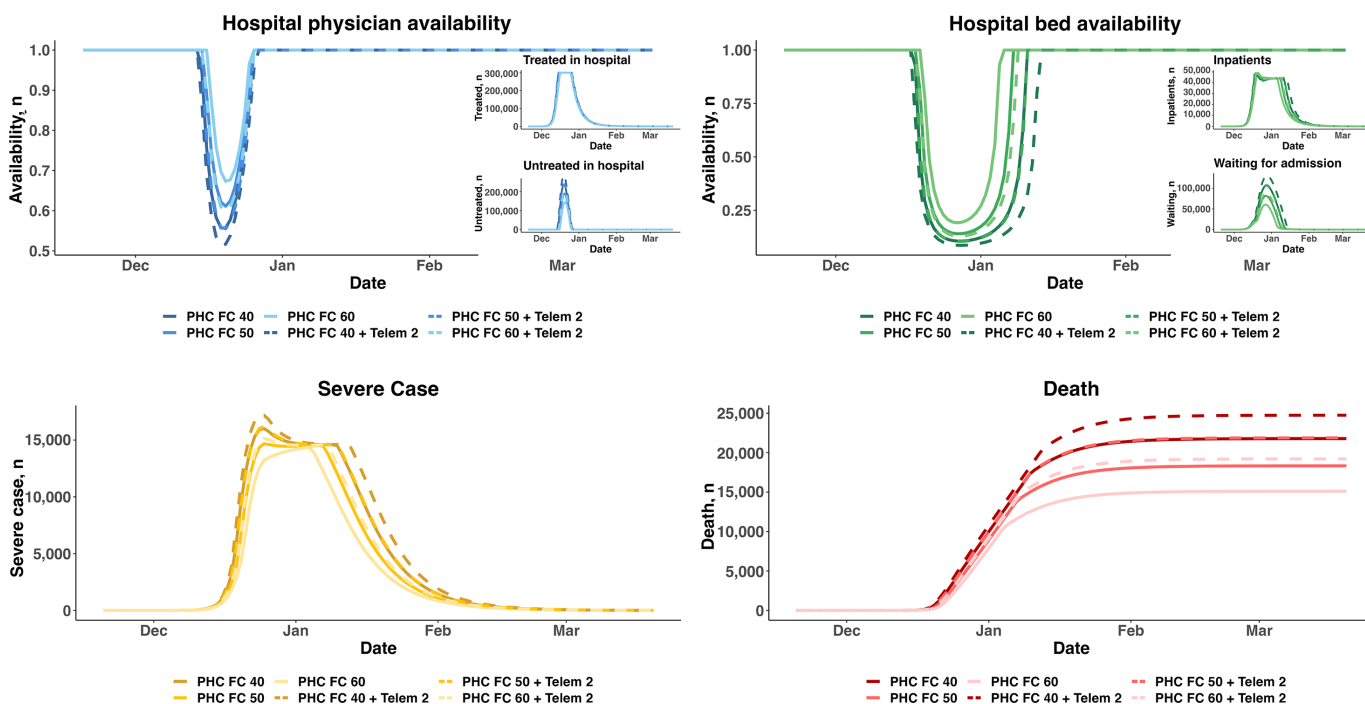 Hospital physician availability
Availability, n
1.0
0.9
0.8
0.7
0.6
0.5
Dec
Jan
Feb
Mar
Date
Treated in hospital
Treated, n
300,000
200,000
100,000
0
Dec
Jan
Feb
Mar
Date
Untreated in hospital
Untreated, n
200,000
100,000
0
Dec
Jan
Feb
Mar
Date
PHC FC 40
PHC FC 60
PHC FC 50 + Telem 2
PHC FC 50
PHC FC 40 + Telem 2
PHC FC 60 + Telem 2
Hospital bed availability
Availability, n
1.00
0.75
0.50
0.25
Dec
Jan
Feb
Mar
Date
Inpatients
Inpatients, n
50,000
40,000
30,000
20,000
10,000
0
Dec
Jan
Feb
Mar
Date
Waiting for admission
Waiting, n
100,000
50,000
0
Dec
Jan
Feb
Mar
Date
PHC FC 40
PHC FC 60
PHC FC 50 + Telem 2
PHC FC 50
PHC FC 40 + Telem 2
PHC FC 60 + Telem 2
Severe Case
Severe case, n
15,000
10,000
5,000
0
Dec
Jan
Feb
Mar
Date
PHC FC 40
PHC FC 60
PHC FC 50 + Telem 2
PHC FC 50
PHC FC 40 + Telem 2
PHC FC 60 + Telem 2
Death
Death, n
25,000
20,000
15,000
10,000
5,000
0
Dec
Jan
Feb
Mar
Date
PHC FC 40
PHC FC 60
PHC FC 50 + Telem 2
PHC FC 50
PHC FC 40 + Telem 2
PHC FC 60 + Telem 2